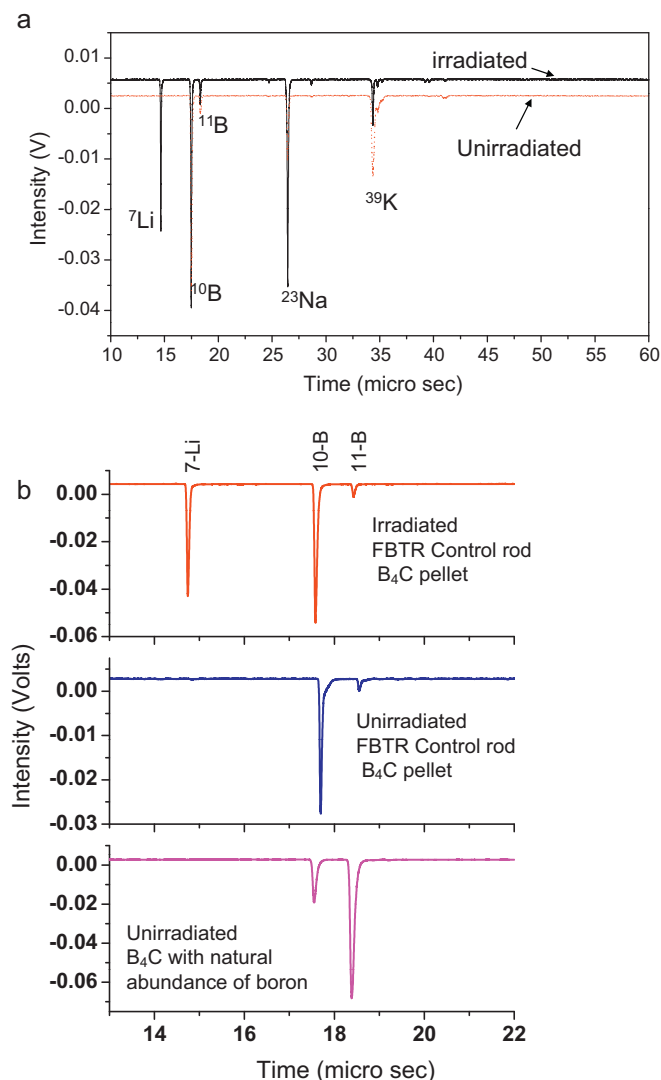 a
0.01
0.00
-0.01
-0.02
-0.03
-0.04
Intensity (V)
irradiated
Unirradiated
⁷Li
¹⁰B
¹¹B
²³Na
³⁹K
10 15 20 25 30 35 40 45 50 55 60
Time (micro sec)
b
7-Li
10-B
11-B
0.00
-0.02
-0.04
-0.06
Irradiated
FBTR Control rod
B₄C pellet
0.00
-0.01
-0.02
-0.03
Unirradiated
FBTR Control rod
B₄C pellet
Intensity (Volts)
0.00
-0.02
-0.04
-0.06
Unirradiated
B₄C with natural
abundance of boron
14 16 18 20 22
Time (micro sec)